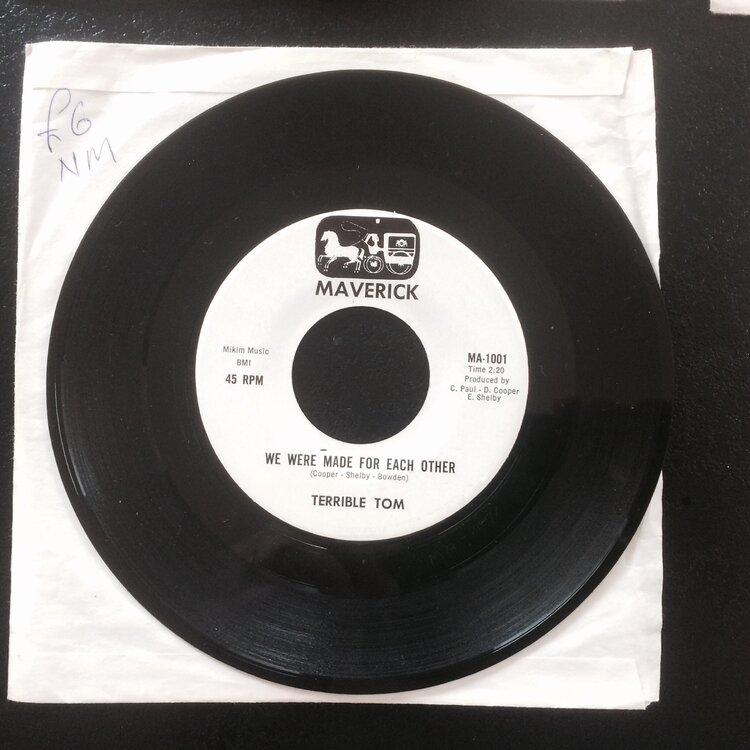 £6
NM
MAVERICK
Mikim Music
BMI
45 RPM
MA-1001
Time 2:20
Produced by
C. Paul - D. Cooper
E. Shelby
WE WERE MADE FOR EACH OTHER
(Cooper - Shelby - Bowden)
TERRIBLE TOM